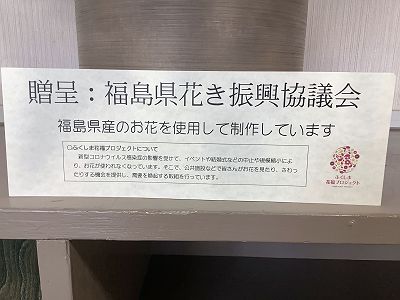 贈呈：福島県花き振興協議会
福島県産のお花を使用して制作しています
□ふくしま花福プロジェクトについて
新型コロナウイルス感染症の影響を受けて、イベントや結婚式などの中止や規模縮小によ
り、お花が使われなくなっています。そこで、公共施設などで皆さんがお花を見たり、さわっ
たりする機会を提供し、需要を喚起する取組を行っています。
ふくしま
花福プロジェクト